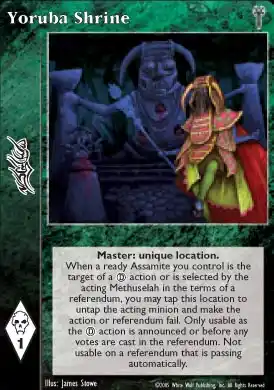 Yoruba Shrine
Master: unique location.
When a ready Assamite you control is the
target of a Ⓓ action or is selected by the
acting Methuselah in the terms of a
referendum, you may tap this location to
untap the acting minion and make the
action or referendum fail. Only usable as
the Ⓓ action is announced or before any
votes are cast in the referendum. Not
usable on a referendum that is passing
automatically.
1
Illus: James Stowe
©2005 White Wolf Publishing, Inc. All Rights Reserved